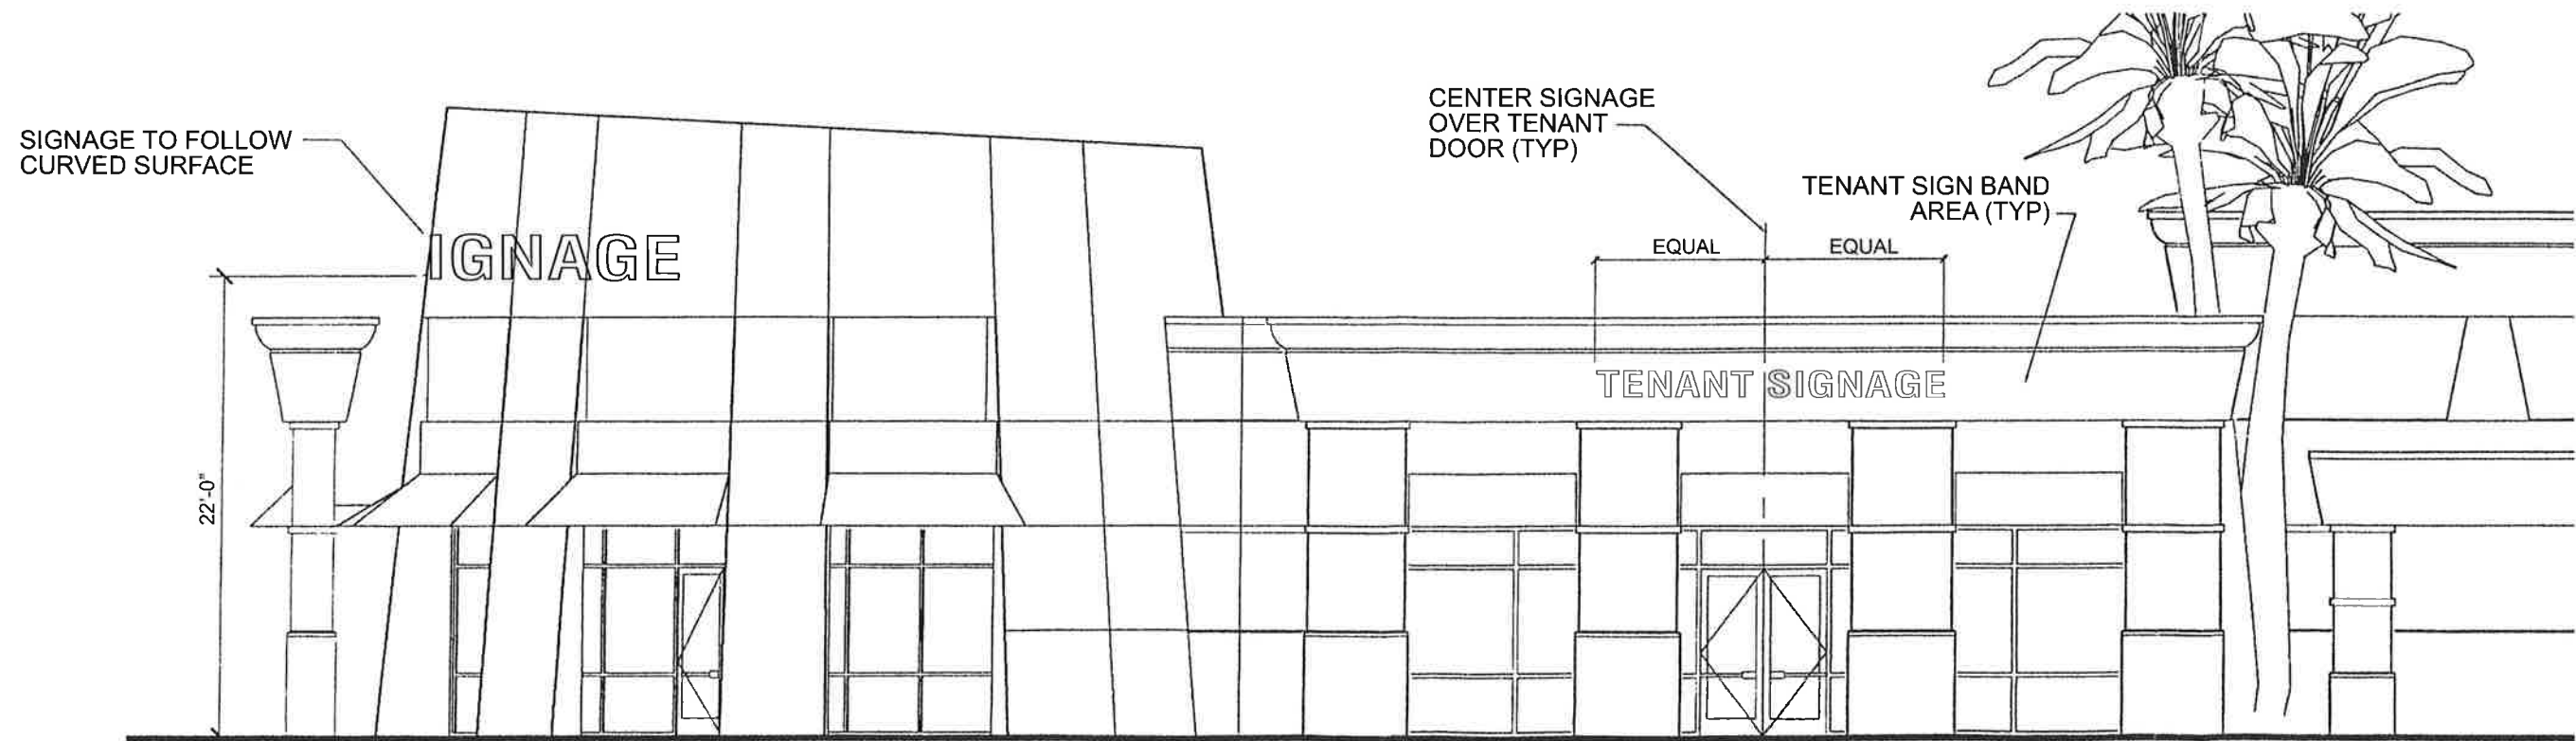 SIGNAGE TO FOLLOW
CURVED SURFACE
IGNAGE
22'-0"
CENTER SIGNAGE
OVER TENANT
DOOR (TYP)
TENANT SIGN BAND
AREA (TYP)
EQUAL
EQUAL
TENANT SIGNAGE